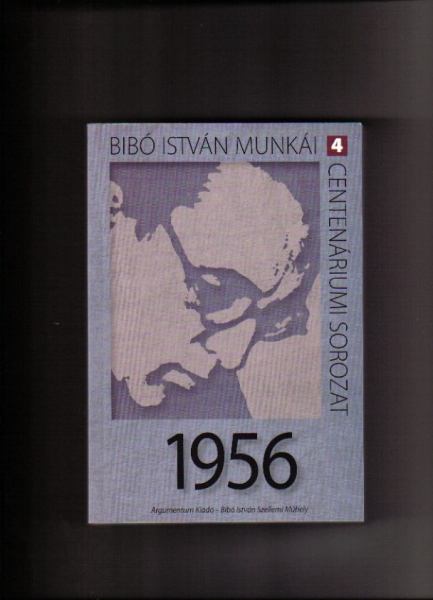 BIBÓ ISTVÁN MUNKÁI 4
CENTENÁRIUMI SOROZAT
1956
Argumentum Kiadó – Bibó István Szellemi Műhely